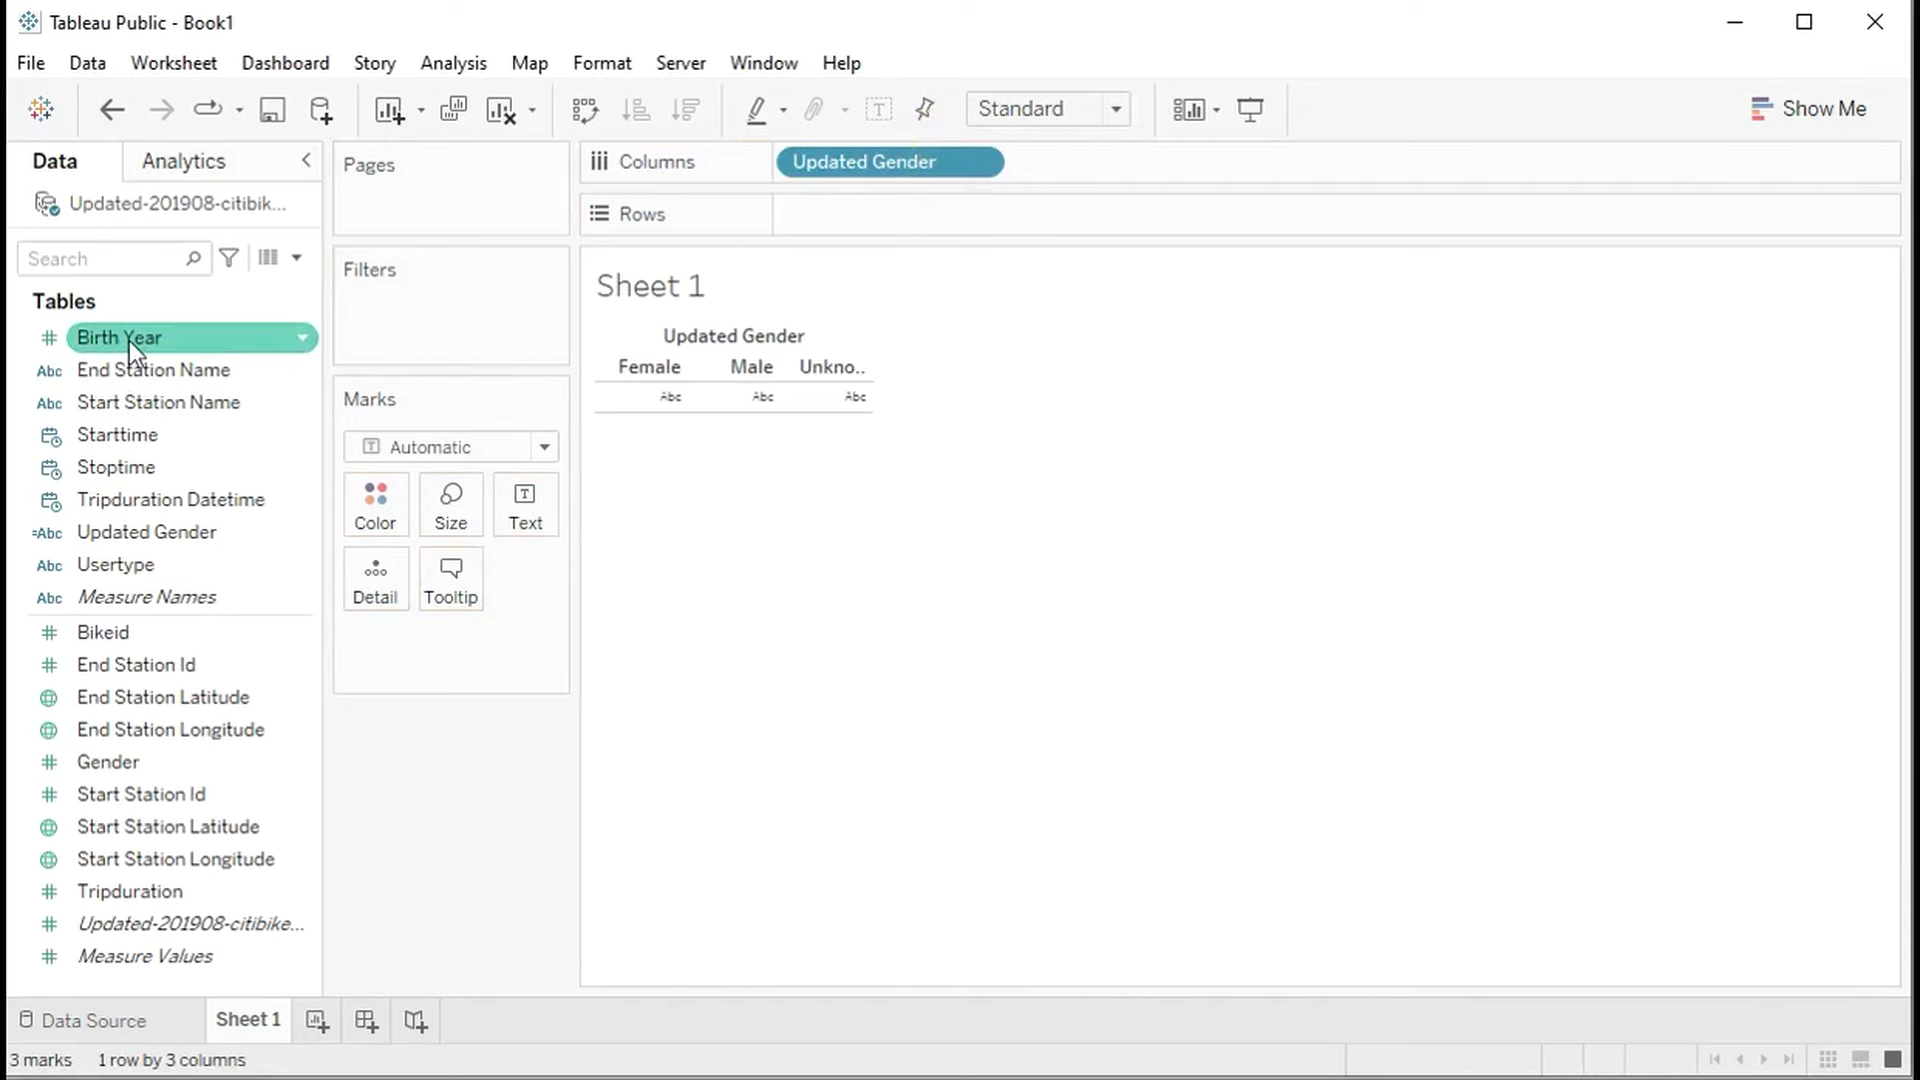 Tableau Public - Book1
File Data Worksheet Dashboard Story Analysis Map Format Server Window Help
Standard
Show Me
Data Analytics
Updated-201908-citibik...
Search
Tables
Birth Year
Abc End Station Name
Abc Start Station Name
Starttime
Stoptime
Tripduration Datetime
=Abc Updated Gender
Abc Usertype
Abc Measure Names
Bikeid
End Station Id
End Station Latitude
End Station Longitude
Gender
Start Station Id
Start Station Latitude
Start Station Longitude
Tripduration
Updated-201908-citibike...
Measure Values
Pages
Filters
Marks
Automatic
Color Size Text
Detail Tooltip
Columns Updated Gender
Rows
Sheet 1
Updated Gender
Female Male Unkno..
Abc Abc Abc
Data Source Sheet 1
3 marks 1 row by 3 columns